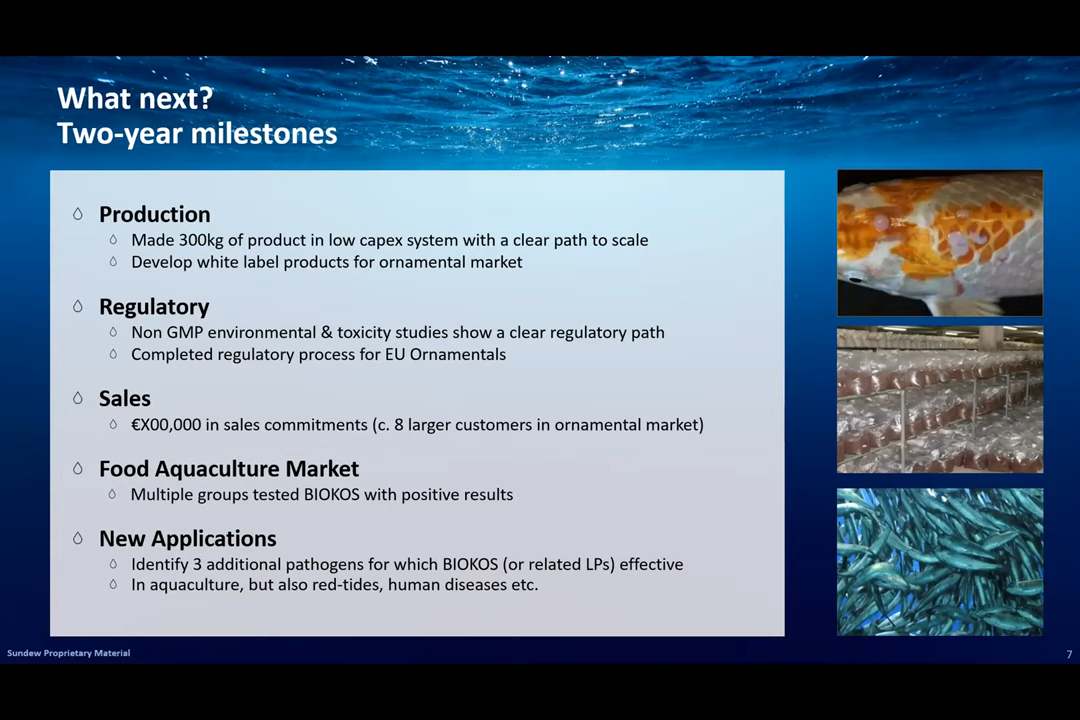 What next?
Two-year milestones
Production
Made 300kg of product in low capex system with a clear path to scale
Develop white label products for ornamental market
Regulatory
Non GMP environmental & toxicity studies show a clear regulatory path
Completed regulatory process for EU Ornamentals
Sales
€X00,000 in sales commitments (c. 8 larger customers in ornamental market)
Food Aquaculture Market
Multiple groups tested BIOKOS with positive results
New Applications
Identify 3 additional pathogens for which BIOKOS (or related LPs) effective
In aquaculture, but also red-tides, human diseases etc.
Sundew Proprietary Material
7